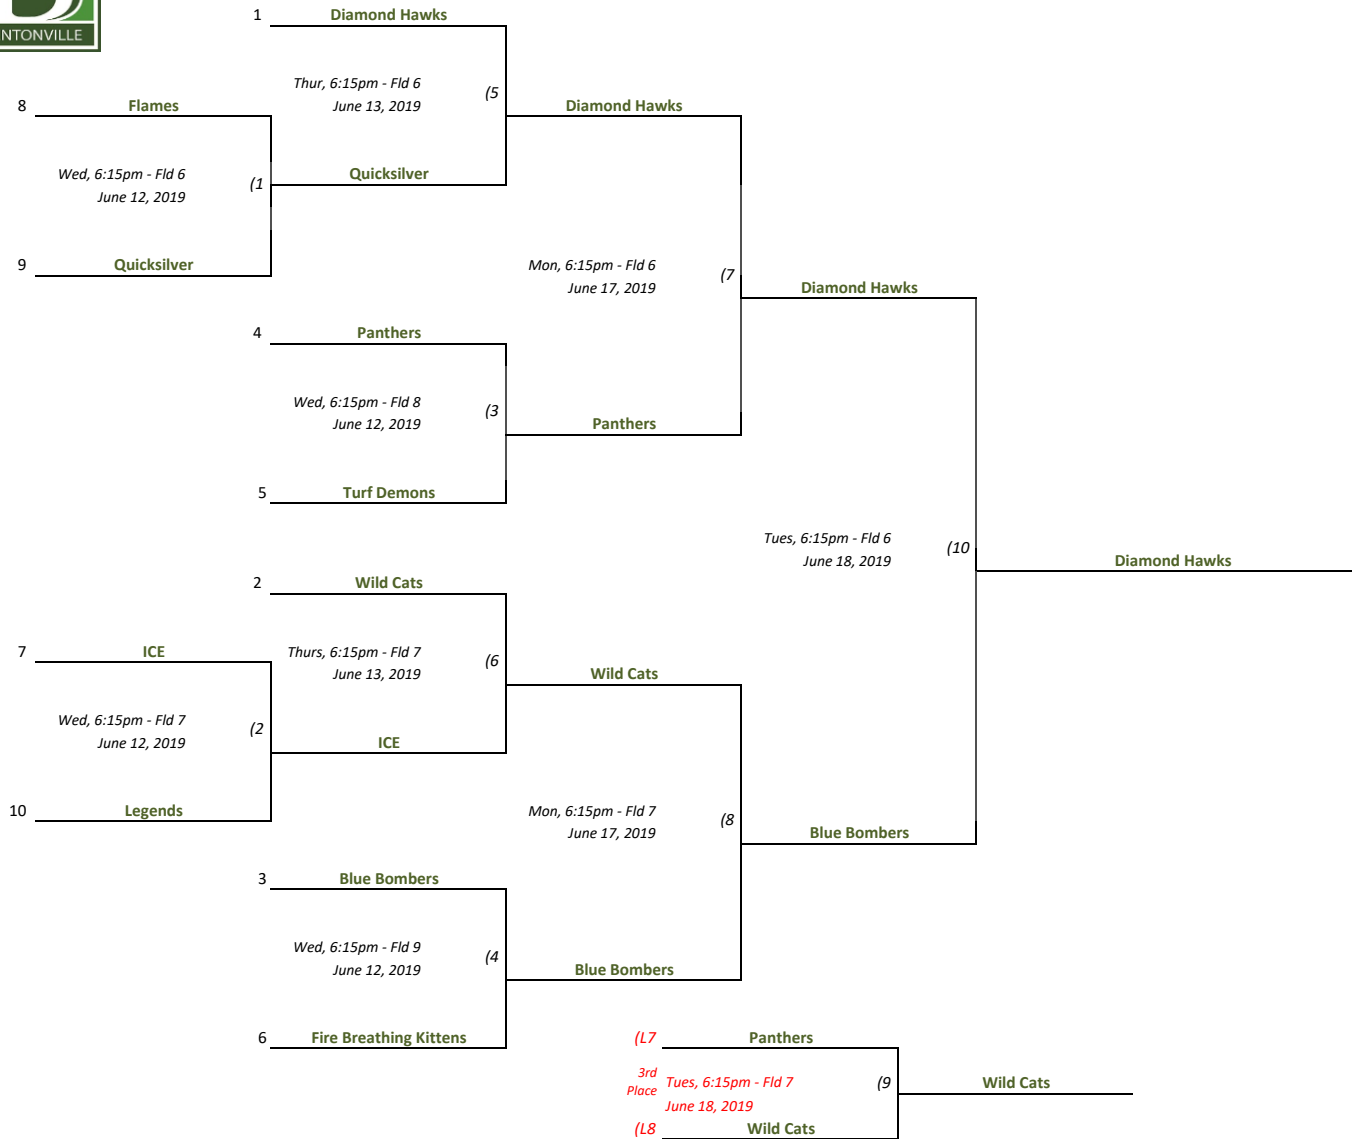 NTONVILLE
1 Diamond Hawks
Thur, 6:15pm - Fld 6
June 13, 2019
(5
8 Flames
Diamond Hawks
Wed, 6:15pm - Fld 6
June 12, 2019
(1
Quicksilver
9 Quicksilver
Mon, 6:15pm - Fld 6
June 17, 2019
(7
Diamond Hawks
4 Panthers
Wed, 6:15pm - Fld 8
June 12, 2019
(3
Panthers
5 Turf Demons
Tues, 6:15pm - Fld 6
June 18, 2019
(10
Diamond Hawks
2 Wild Cats
7 ICE
Thurs, 6:15pm - Fld 7
June 13, 2019
(6
Wild Cats
Wed, 6:15pm - Fld 7
June 12, 2019
(2
ICE
10 Legends
Mon, 6:15pm - Fld 7
June 17, 2019
(8
Blue Bombers
3 Blue Bombers
Wed, 6:15pm - Fld 9
June 12, 2019
(4
Blue Bombers
6 Fire Breathing Kittens
(L7 Panthers
3rd
Place
Tues, 6:15pm - Fld 7
June 18, 2019
(9
Wild Cats
(L8 Wild Cats